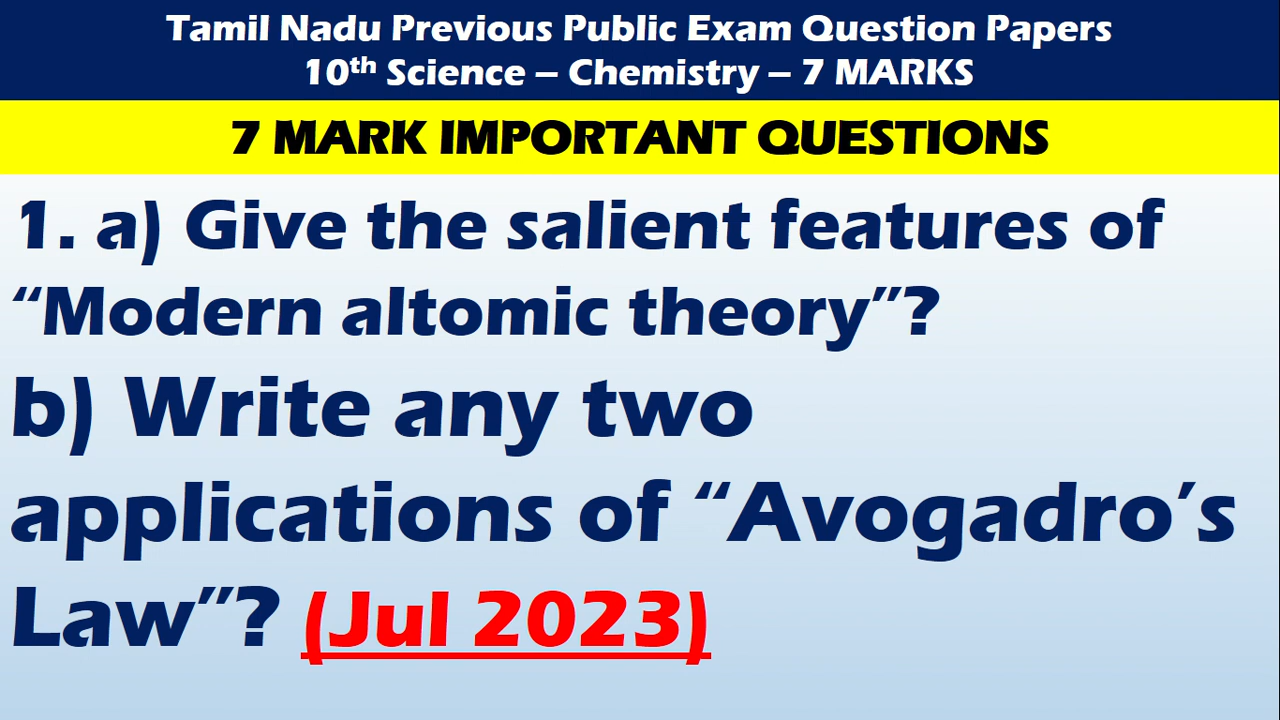 Tamil Nadu Previous Public Exam Question Papers
10th Science – Chemistry – 7 MARKS
7 MARK IMPORTANT QUESTIONS
1. a) Give the salient features of
“Modern altomic theory”?
b) Write any two
applications of “Avogadro’s
Law”? (Jul 2023)